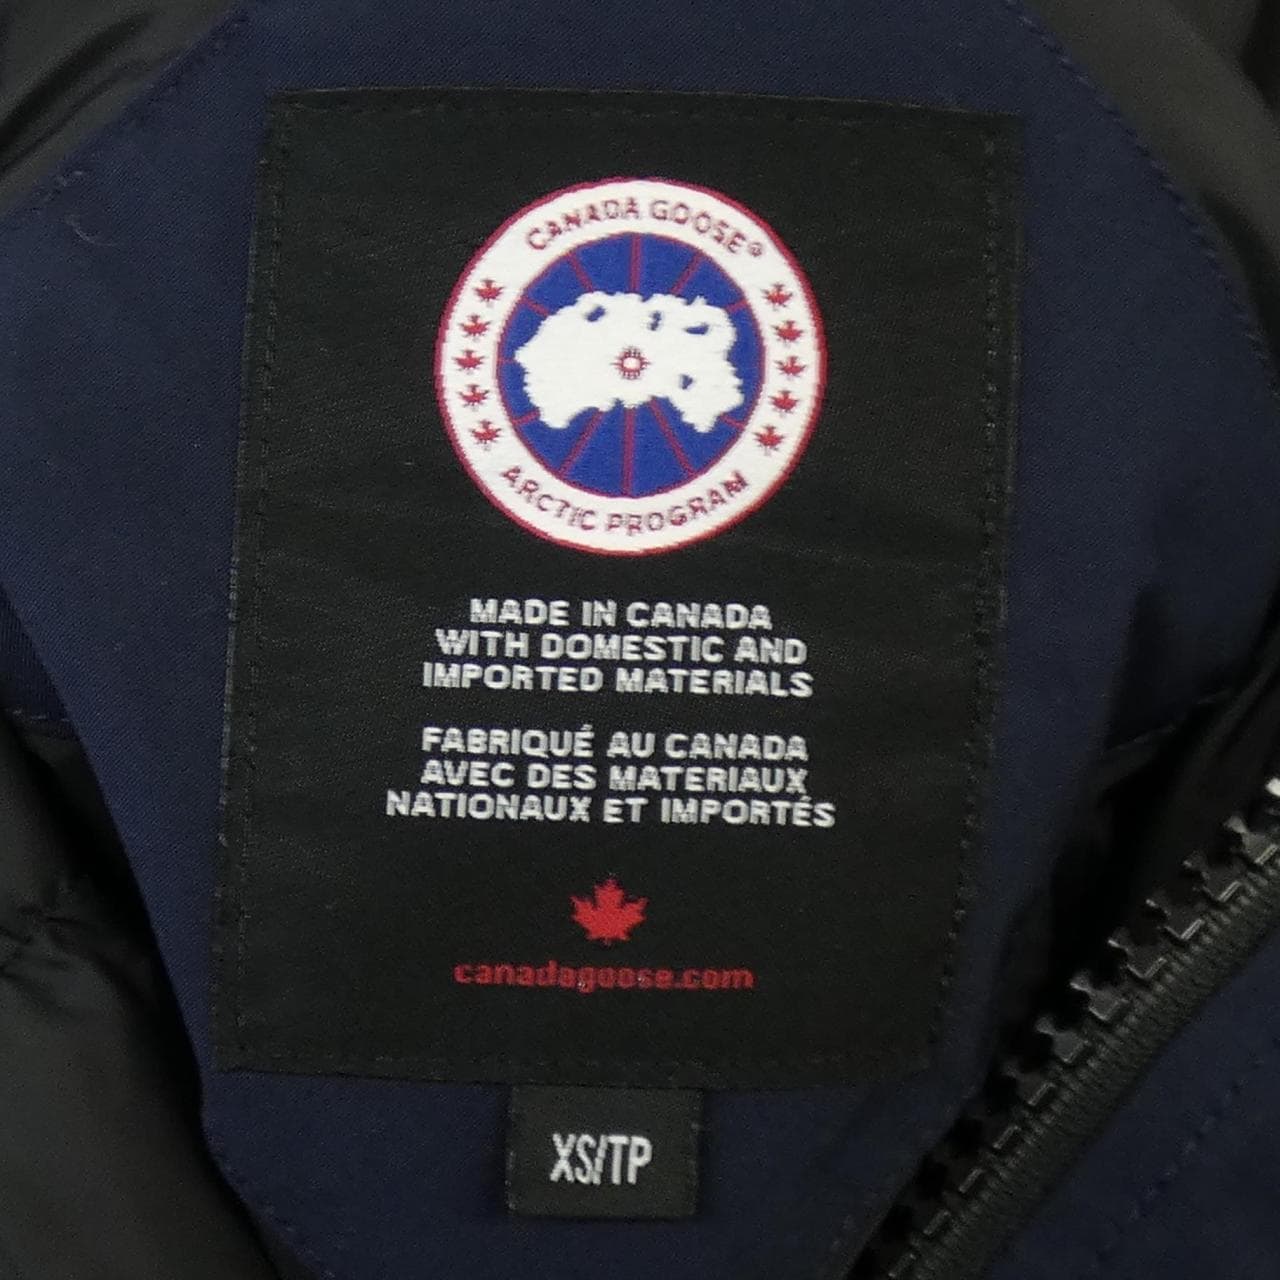 CANADA GOOSE®
ARCTIC PROGRAM
MADE IN CANADA
WITH DOMESTIC AND
IMPORTED MATERIALS
FABRIQUÉ AU CANADA
AVEC DES MATERIAUX
NATIONAUX ET IMPORTÉS
canadagoose.com
XS/TP